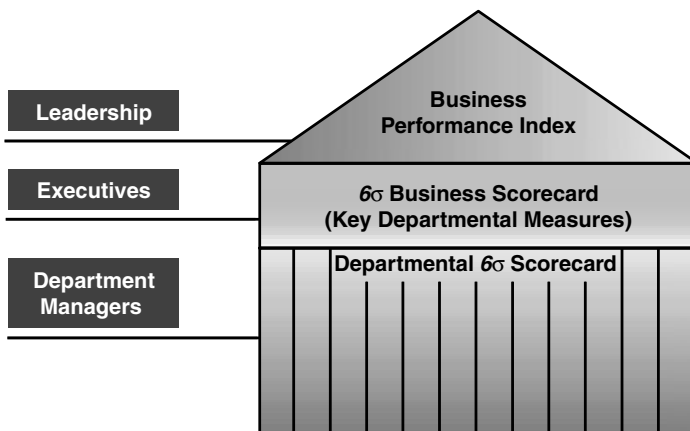 Leadership
Business
Performance Index
Executives
6σ Business Scorecard
(Key Departmental Measures)
Department
Managers
Departmental 6σ Scorecard